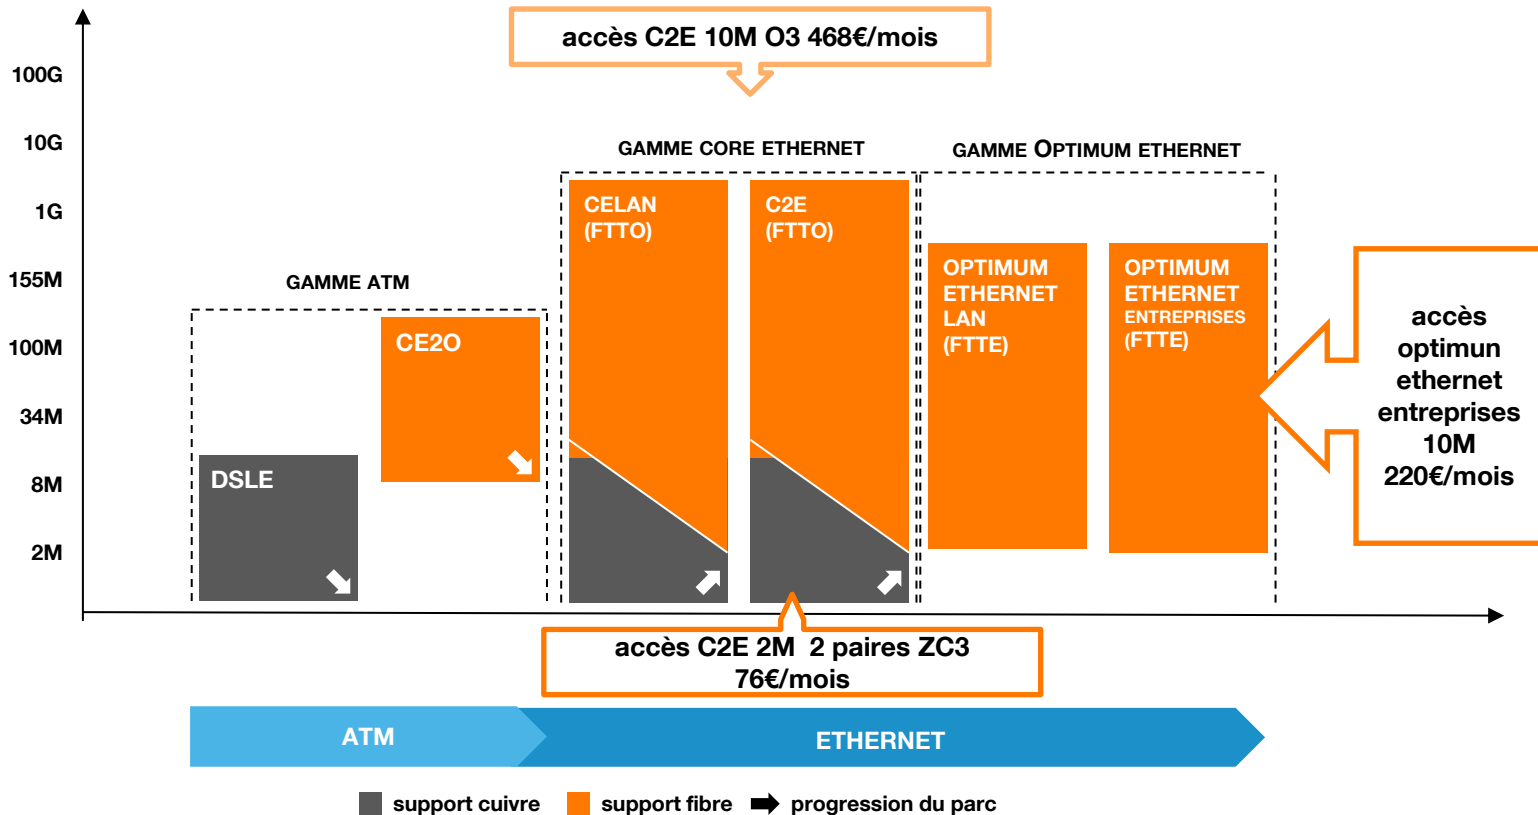 accès C2E 10M O3 468€/mois
100G
10G
1G
155M
100M
34M
8M
2M
GAMME ATM
GAMME CORE ETHERNET
GAMME OPTIMUM ETHERNET
DSLE
CE2O
CELAN
(FTTO)
C2E
(FTTO)
OPTIMUM
ETHERNET
LAN
(FTTE)
OPTIMUM
ETHERNET
ENTREPRISES
(FTTE)
accès
optimun
ethernet
entreprises
10M
220€/mois
accès C2E 2M 2 paires ZC3
76€/mois
ATM
ETHERNET
support cuivre
support fibre
progression du parc